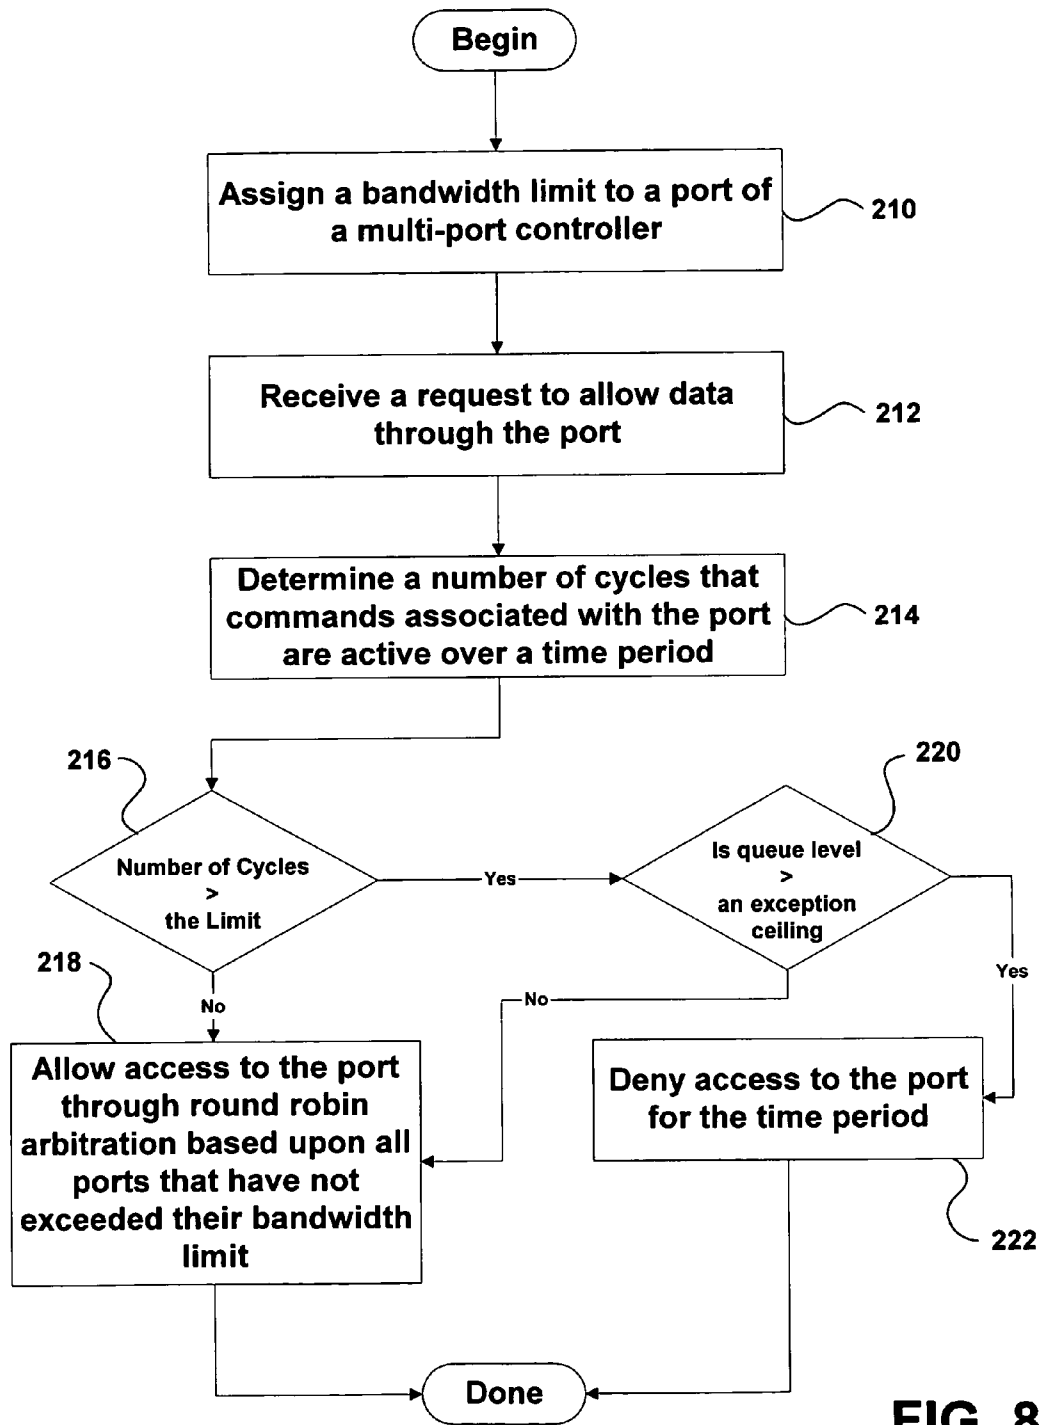 Begin
Assign a bandwidth limit to a port of
a multi-port controller
210
Receive a request to allow data
through the port
212
Determine a number of cycles that
commands associated with the port
are active over a time period
214
216
Number of Cycles
>
the Limit
Yes
220
Is queue level
>
an exception
ceiling
Yes
No
No
218
Allow access to the port
through round robin
arbitration based upon all
ports that have not
exceeded their bandwidth
limit
Deny access to the port
for the time period
222
Done
FIG. 8